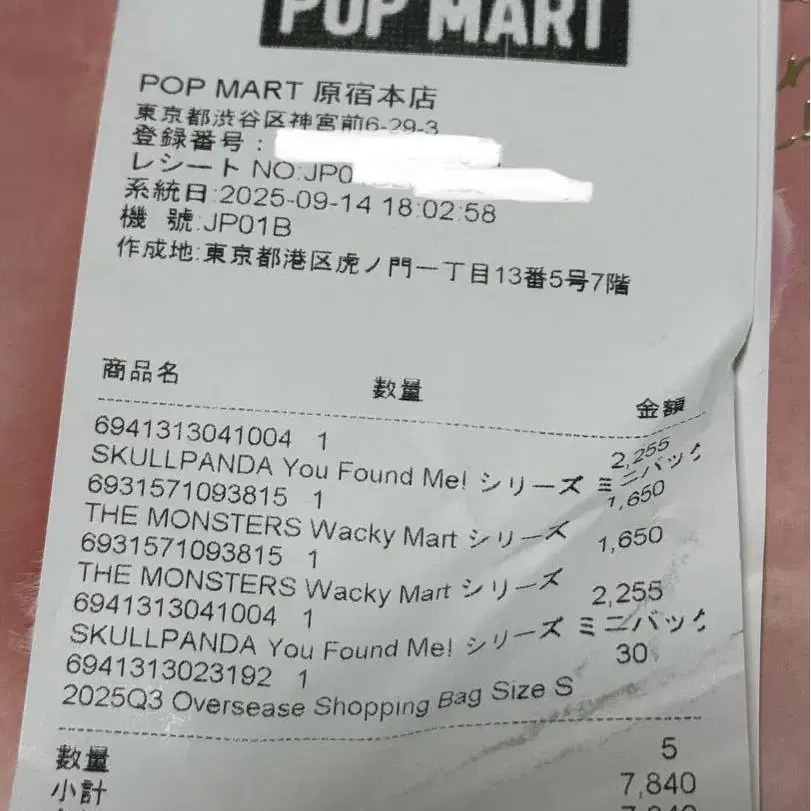 POP MART
POP MART 原宿本店
東京都渋谷区神宮前6-29-3
登録番号:
レシート NO:JP0
系統日:2025-09-14 18:02:58
機 號:JP01B
作成地:東京都港区虎ノ門一丁目13番5号7階
商品名 数量 金額
6941313041004 1 2,255
SKULLPANDA You Found Me! シリーズ ミニバッグ
6931571093815 1 1,650
THE MONSTERS Wacky Mart シリーズ
6931571093815 1 1,650
THE MONSTERS Wacky Mart シリーズ
6941313041004 1 2,255
SKULLPANDA You Found Me! シリーズ ミニバッグ
6941313023192 1 30
2025Q3 Oversease Shopping Bag Size S
数量 5
小計 7,840